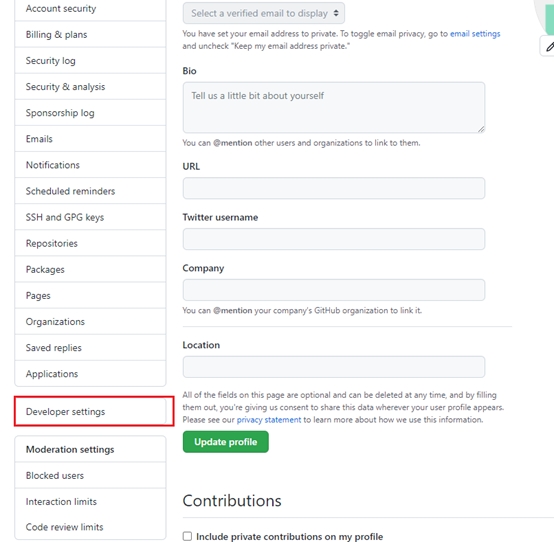 Account security
Billing & plans
Security log
Security & analysis
Sponsorship log
Emails
Notifications
Scheduled reminders
SSH and GPG keys
Repositories
Packages
Pages
Organizations
Saved replies
Applications
Developer settings
Moderation settings
Blocked users
Interaction limits
Code review limits
Select a verified email to display
You have set your email address to private. To toggle email privacy, go to email settings
and uncheck "Keep my email address private."
Bio
Tell us a little bit about yourself
You can @mention other users and organizations to link to them.
URL
Twitter username
Company
You can @mention your company's GitHub organization to link it.
Location
All of the fields on this page are optional and can be deleted at any time, and by filling
them out, you're giving us consent to share this data wherever your user profile appears.
Please see our privacy statement to learn more about how we use this information.
Update profile
Contributions
Include private contributions on my profile